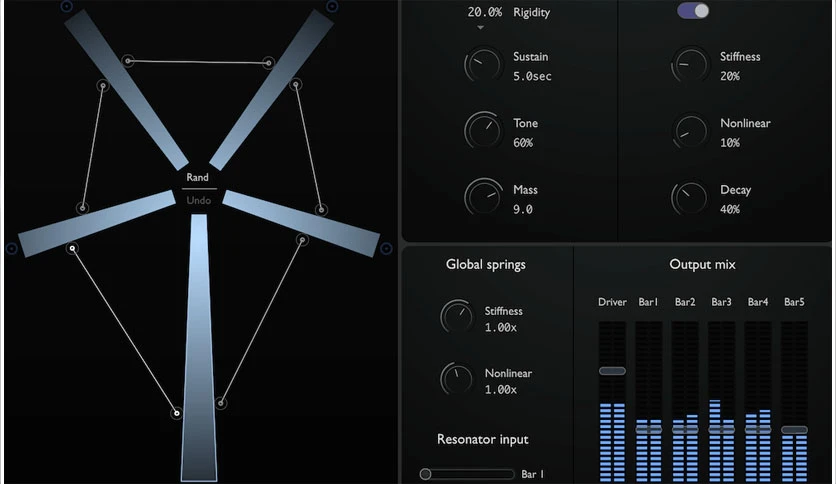 20.0% Rigidity
Sustain
5.0sec
Tone
60%
Mass
9.0
Stiffness
20%
Nonlinear
10%
Decay
40%
Rand
Undo
Global springs
Stiffness
1.00x
Nonlinear
1.00x
Resonator input
Bar 1
Output mix
Driver Bar1 Bar2 Bar3 Bar4 Bar5